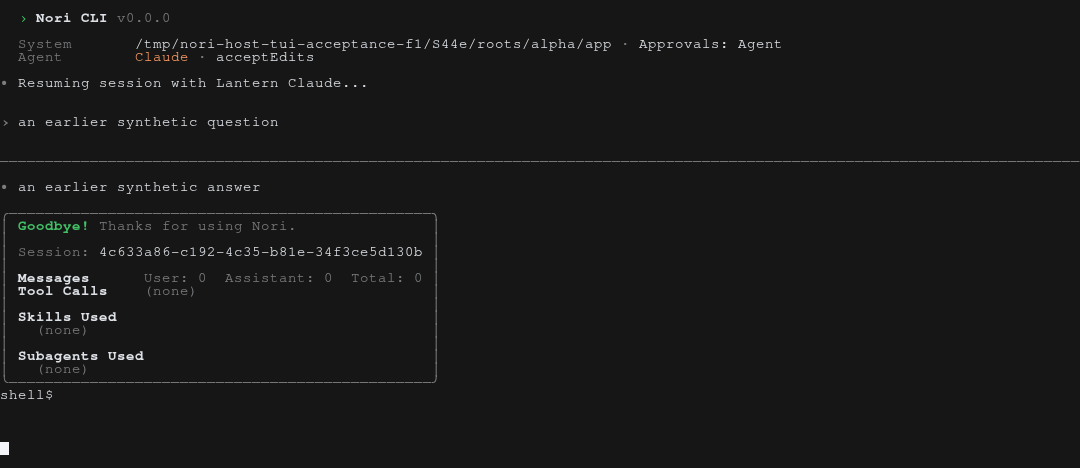 › Nori CLI v0.0.0
System /tmp/nori-host-tui-acceptance-f1/S44e/roots/alpha/app · Approvals: Agent
Agent Claude · acceptEdits
• Resuming session with Lantern Claude...
› an earlier synthetic question
• an earlier synthetic answer
Goodbye! Thanks for using Nori.
Session: 4c633a86-c192-4c35-b81e-34f3ce5d130b
Messages User: 0 Assistant: 0 Total: 0
Tool Calls (none)
Skills Used
(none)
Subagents Used
(none)
shell$